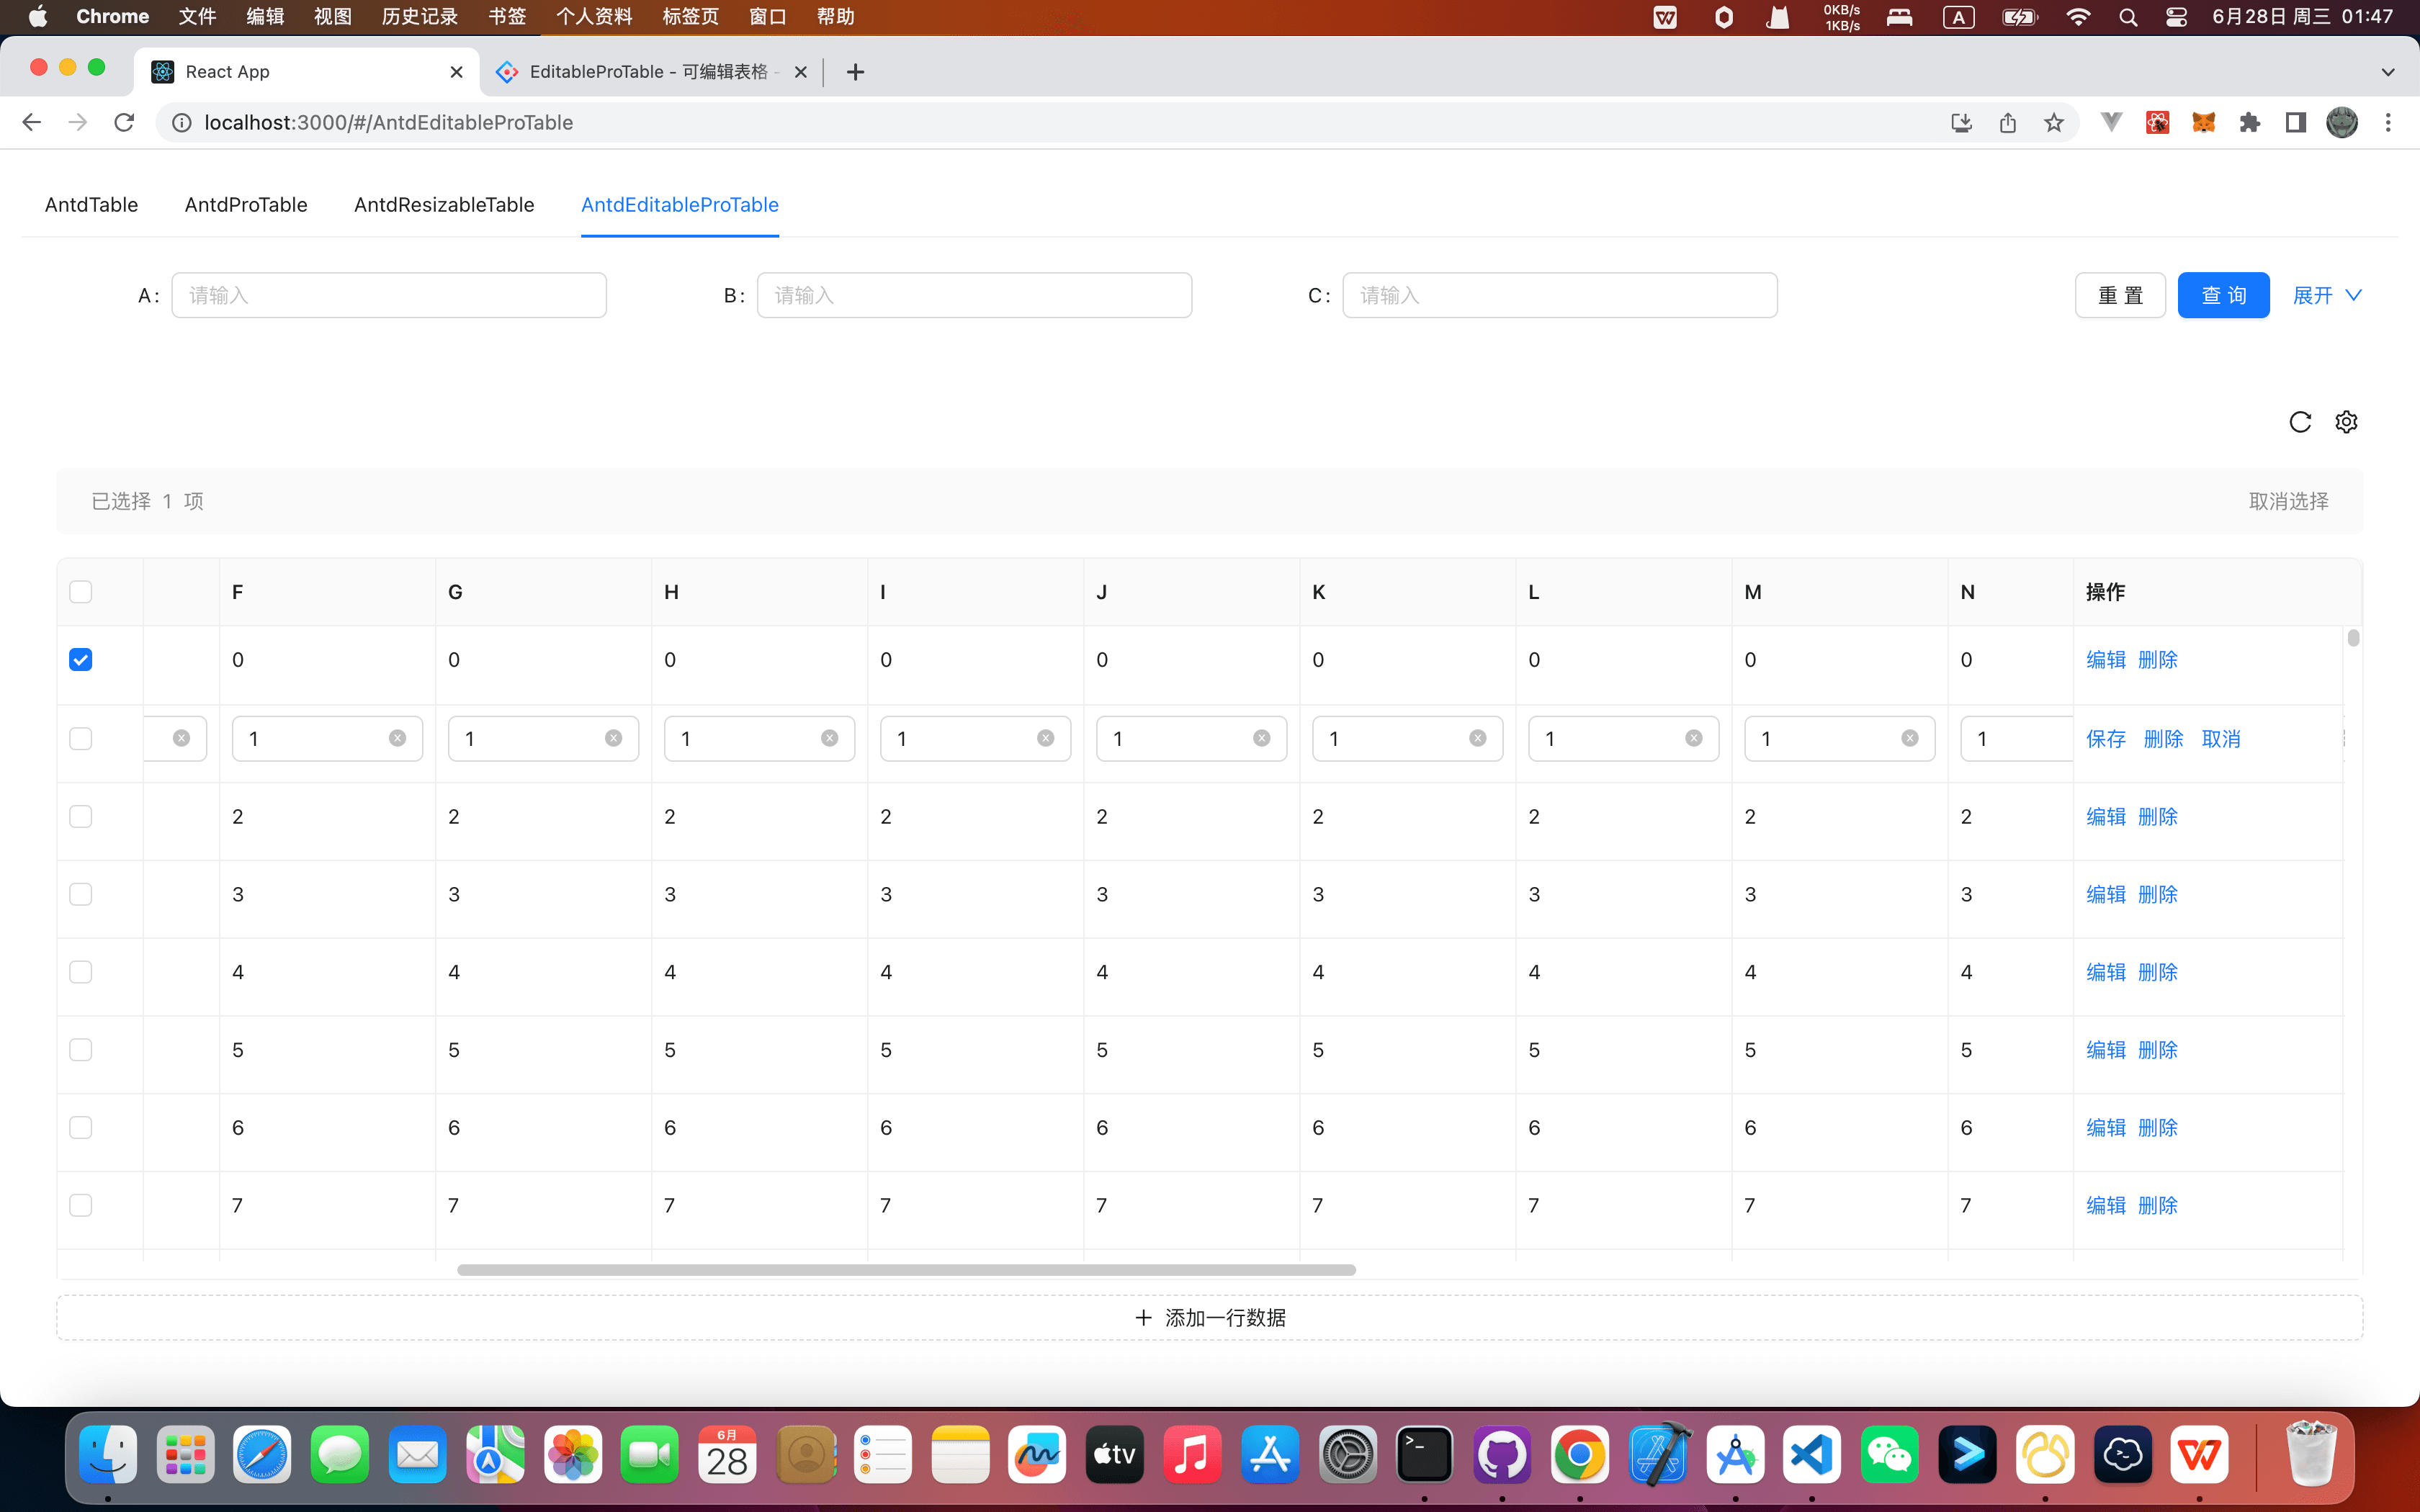 Chrome 文件 编辑 视图 历史记录 书签 个人资料 标签页 窗口 帮助 0KB/s 1KB/s A 6月28日 周三 01:47
React App EditableProTable - 可编辑表格 -
localhost:3000/#/AntdEditableProTable
AntdTable AntdProTable AntdResizableTable AntdEditableProTable
A: 请输入 B: 请输入 C: 请输入 重 置 查 询 展开
已选择 1 项 取消选择
F G H I J K L M N 操作
0 0 0 0 0 0 0 0 0 编辑 删除
1 1 1 1 1 1 1 1 1 保存 删除 取消
2 2 2 2 2 2 2 2 2 编辑 删除
3 3 3 3 3 3 3 3 3 编辑 删除
4 4 4 4 4 4 4 4 4 编辑 删除
5 5 5 5 5 5 5 5 5 编辑 删除
6 6 6 6 6 6 6 6 6 编辑 删除
7 7 7 7 7 7 7 7 7 编辑 删除
+ 添加一行数据
6月
28 tv